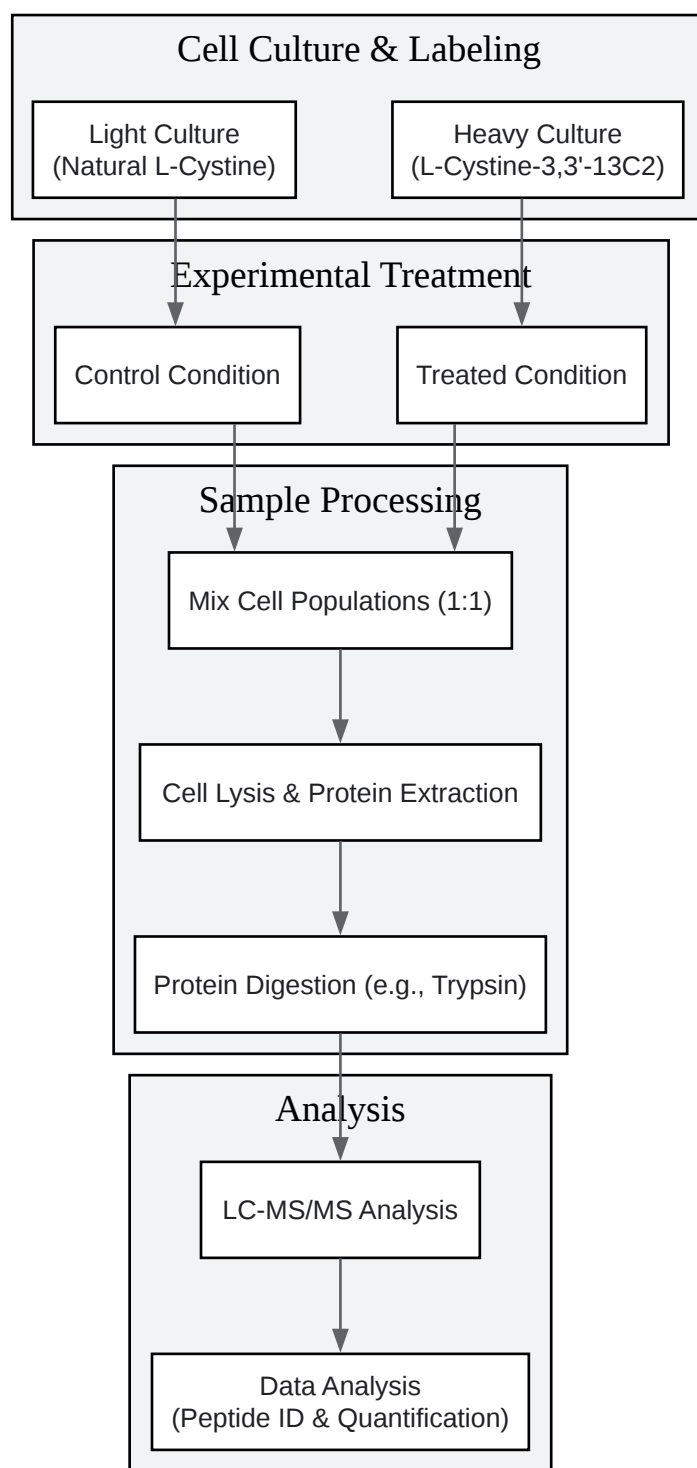 Cell Culture & Labeling
Light Culture
(Natural L-Cystine)
Heavy Culture
(L-Cystine-3,3'-13C2)
Experimental Treatment
Control Condition
Treated Condition
Sample Processing
Mix Cell Populations (1:1)
Cell Lysis & Protein Extraction
Protein Digestion (e.g., Trypsin)
Analysis
LC-MS/MS Analysis
Data Analysis
(Peptide ID & Quantification)